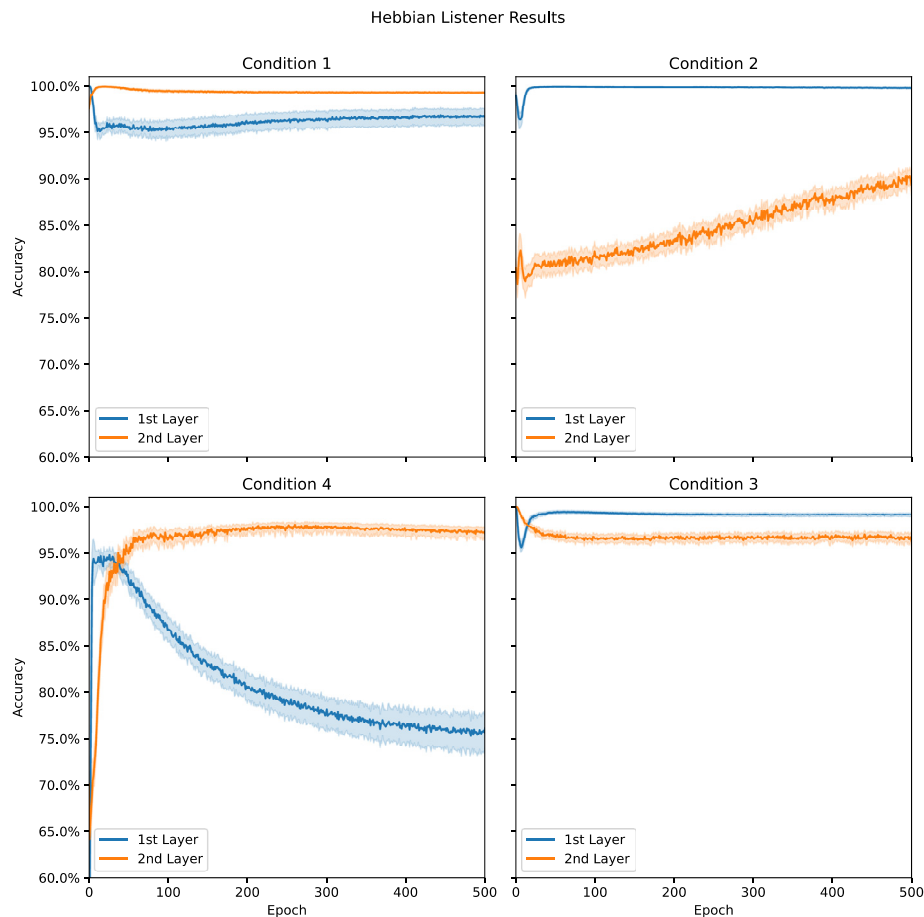 Hebbian Listener Results
Condition 1
Condition 2
100.0%
95.0%
90.0%
85.0%
80.0%
75.0%
70.0%
65.0%
60.0%
Accuracy
1st Layer
2nd Layer
1st Layer
2nd Layer
Condition 4
Condition 3
100.0%
95.0%
90.0%
85.0%
80.0%
75.0%
70.0%
65.0%
60.0%
Accuracy
1st Layer
2nd Layer
1st Layer
2nd Layer
0 100 200 300 400 500
0 100 200 300 400 500
Epoch
Epoch